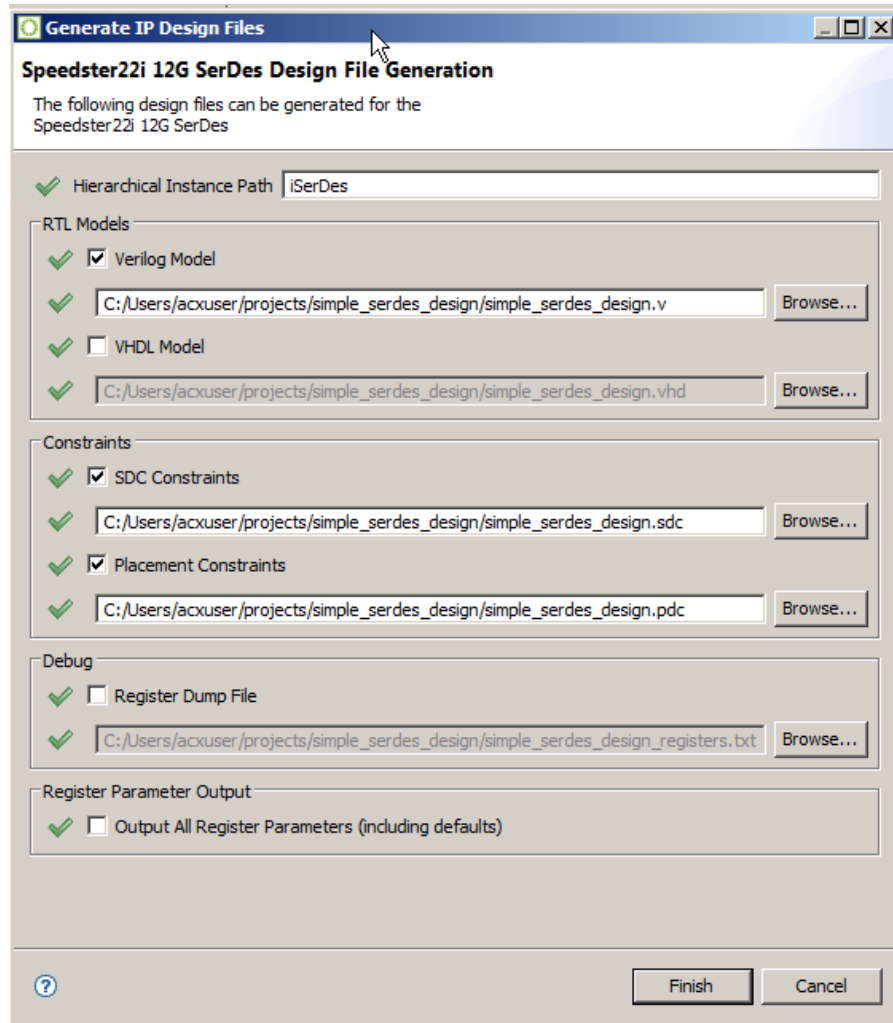 Generate IP Design Files
Speedster22i 12G SerDes Design File Generation
The following design files can be generated for the
Speedster22i 12G SerDes
Hierarchical Instance Path iSerDes
RTL Models
Verilog Model
C:/Users/acxuser/projects/simple_serdes_design/simple_serdes_design.v Browse...
VHDL Model
C:/Users/acxuser/projects/simple_serdes_design/simple_serdes_design.vhd Browse...
Constraints
SDC Constraints
C:/Users/acxuser/projects/simple_serdes_design/simple_serdes_design.sdc Browse...
Placement Constraints
C:/Users/acxuser/projects/simple_serdes_design/simple_serdes_design.pdc Browse...
Debug
Register Dump File
C:/Users/acxuser/projects/simple_serdes_design/simple_serdes_design_registers.txt Browse...
Register Parameter Output
Output All Register Parameters (including defaults)
? Finish Cancel